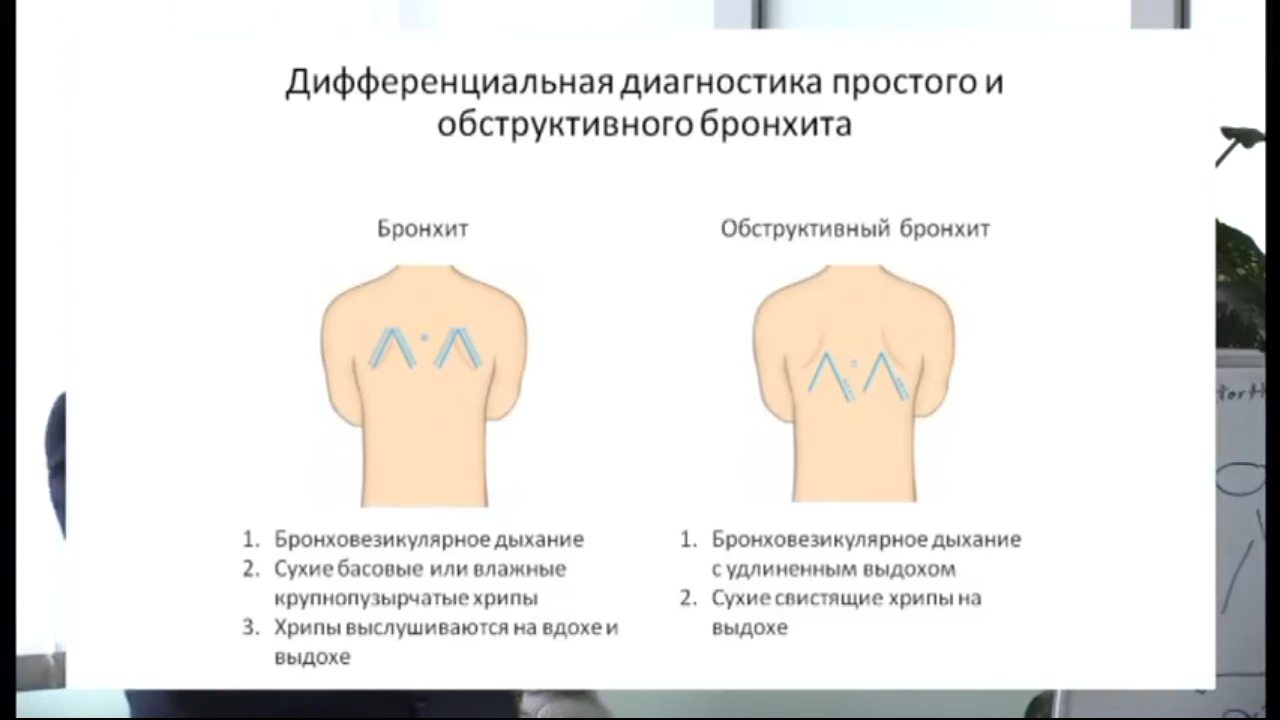 Дифференциальная диагностика простого и
обструктивного бронхита
Бронхит
Обструктивный бронхит
1. Бронховезикулярное дыхание
2. Сухие басовые или влажные
крупнопузырчатые хрипы
3. Хрипы выслушиваются на вдохе и
выдохе
1. Бронховезикулярное дыхание
с удлиненным выдохом
2. Сухие свистящие хрипы на
выдохе